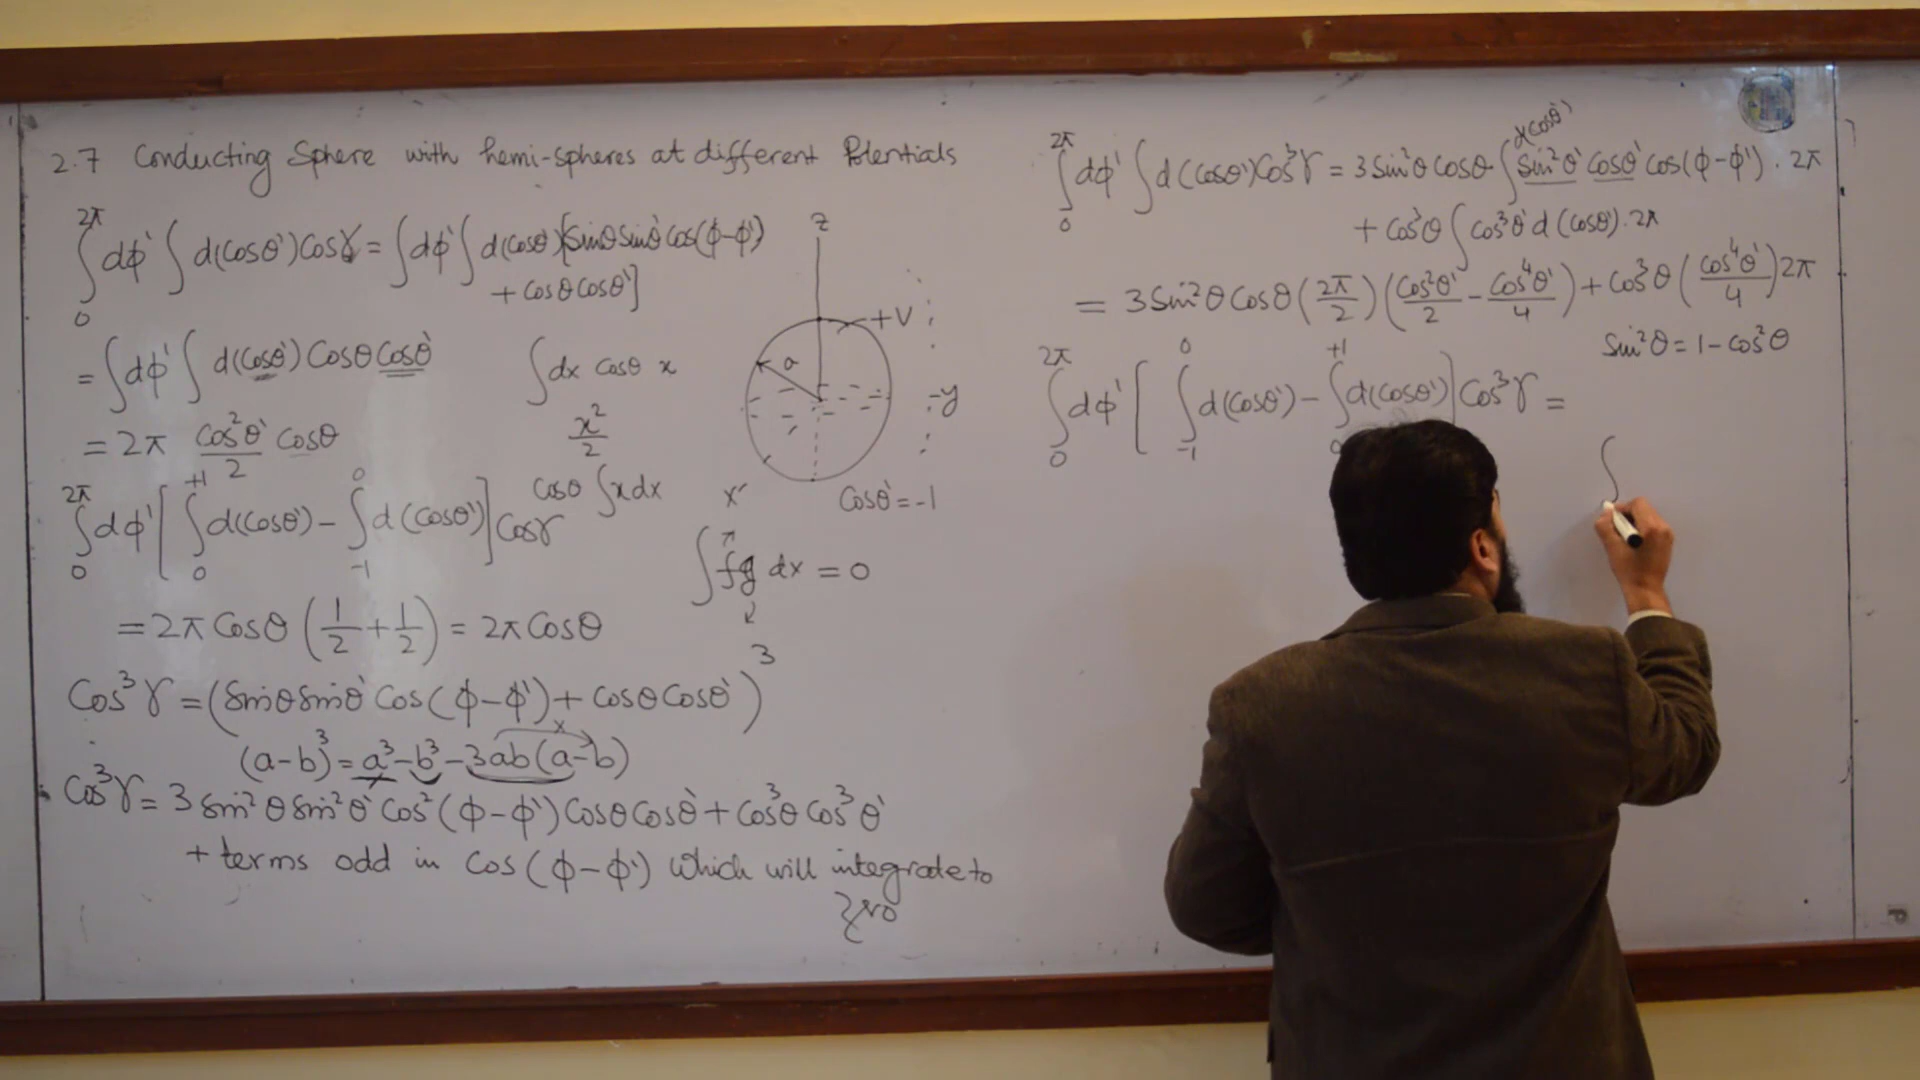 2.7 Conducting Sphere with hemi-spheres at different Potentials
∫₀^2π dφ' ∫ d(cosθ') Cosγ = ∫dφ' ∫ d(cosθ') [sinθ sinθ' cos(φ-φ')
+ cosθ cosθ']
= ∫dφ' ∫ d(cosθ') Cosθ cosθ'
∫dx cosθ x
= 2π cos²θ'/2 cosθ
x²/2
cosθ ∫x dx
∫₀^2π dφ' [ ∫₀^+1 d(cosθ') - ∫₋₁^0 d(cosθ') ] Cosγ
= 2π Cosθ (1/2 + 1/2) = 2π Cosθ
z
+V
a
-y
x
Cosθ' = -1
∫fg dx = 0
Cos³γ = (sinθ sinθ' Cos(φ-φ') + cosθ Cosθ')³
(a-b)³ = a³ - b³ - 3ab(a-b)
x
Cos³γ = 3 sin²θ sin²θ' Cos²(φ-φ') Cosθ Cosθ' + Cos³θ Cos³θ'
+ terms odd in Cos(φ-φ') which will integrate to
zero
d(cosθ')
∫₀^2π dφ' ∫ d(cosθ') Cos³γ = 3 Sin²θ cosθ ∫ Sin²θ' cosθ' cos(φ-φ') . 2π
+ Cos³θ ∫ cos³θ' d(cosθ'). 2π
= 3 Sin²θ Cosθ (2π/2) (Cos²θ'/2 - Cos⁴θ'/4) + Cos³θ (cos⁴θ'/4) 2π
Sin²θ = 1 - cos²θ
∫₀^2π dφ' [ ∫₋₁^0 d(cosθ') - ∫₀^+1 d(cosθ') ] Cos³γ =
∫